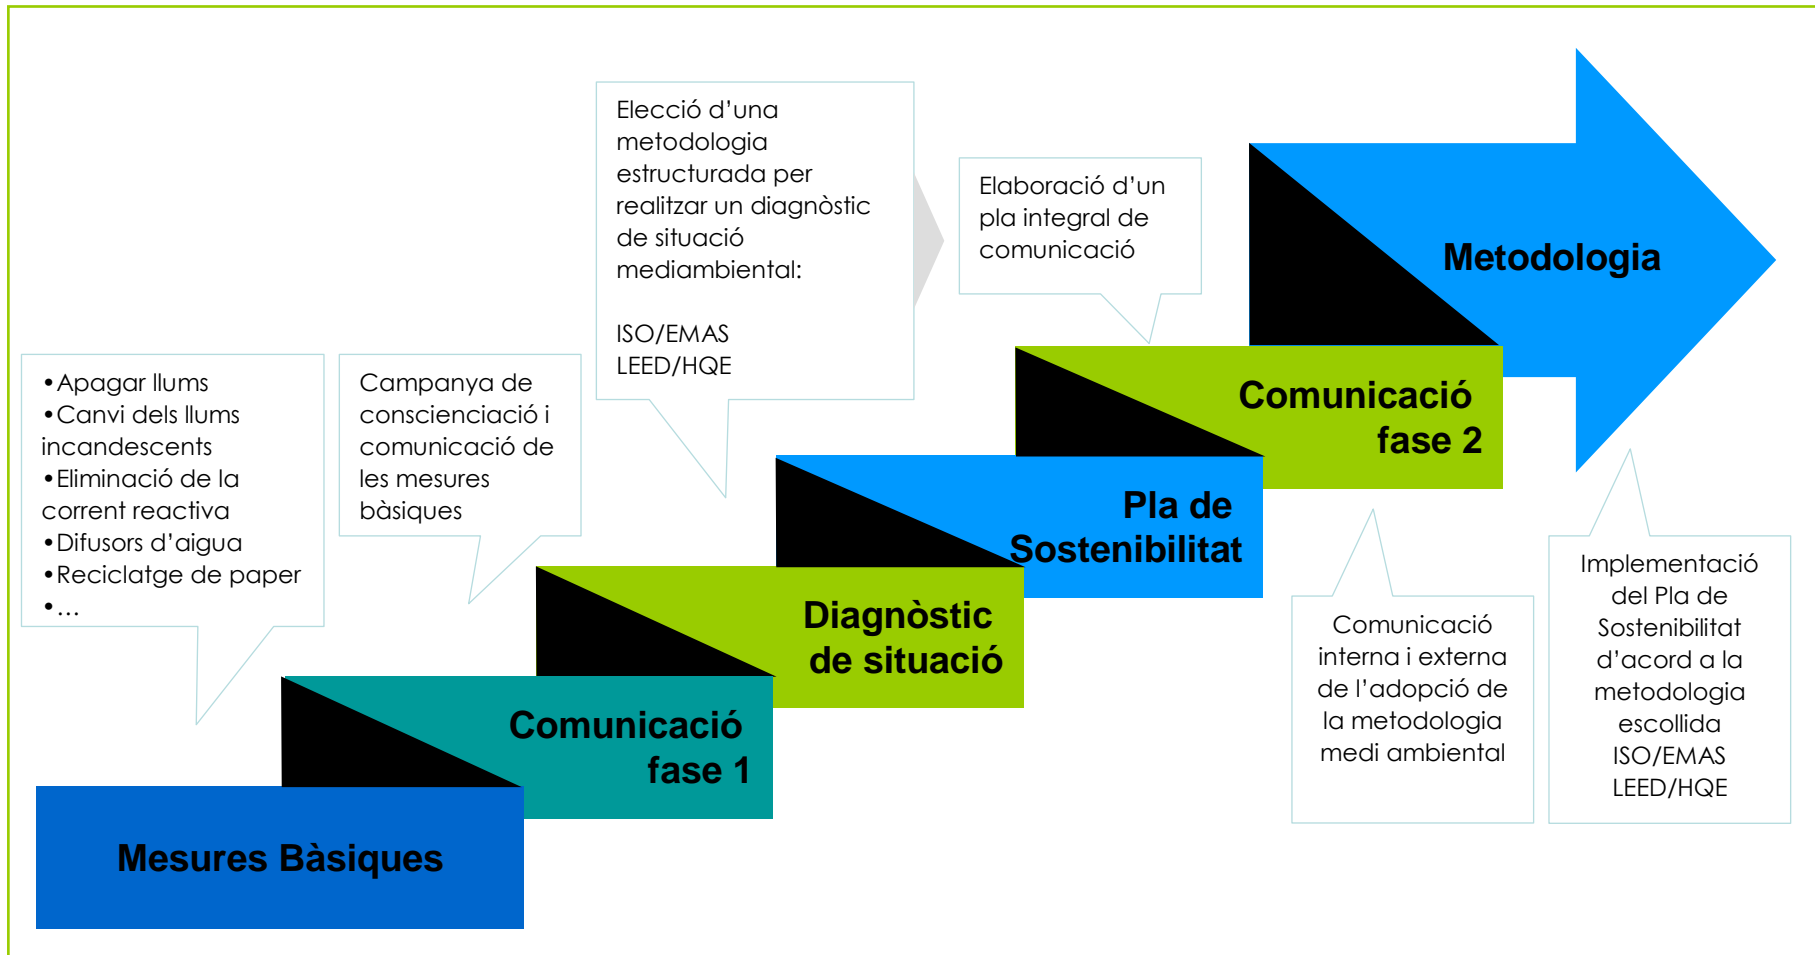 Elecció d’una
metodologia
estructurada per
realitzar un diagnòstic
de situació
mediambiental:
ISO/EMAS
LEED/HQE
Elaboració d’un
pla integral de
comunicació
Metodologia
•Apagar llums
•Canvi dels llums
incandescents
•Eliminació de la
corrent reactiva
•Difusors d’aigua
•Reciclatge de paper
•…
Campanya de
conscienciació i
comunicació de
les mesures
bàsiques
Comunicació
fase 2
Pla de
Sostenibilitat
Diagnòstic
de situació
Comunicació
fase 1
Mesures Bàsiques
Comunicació
interna i externa
de l’adopció de
la metodologia
medi ambiental
Implementació
del Pla de
Sostenibilitat
d’acord a la
metodologia
escollida
ISO/EMAS
LEED/HQE